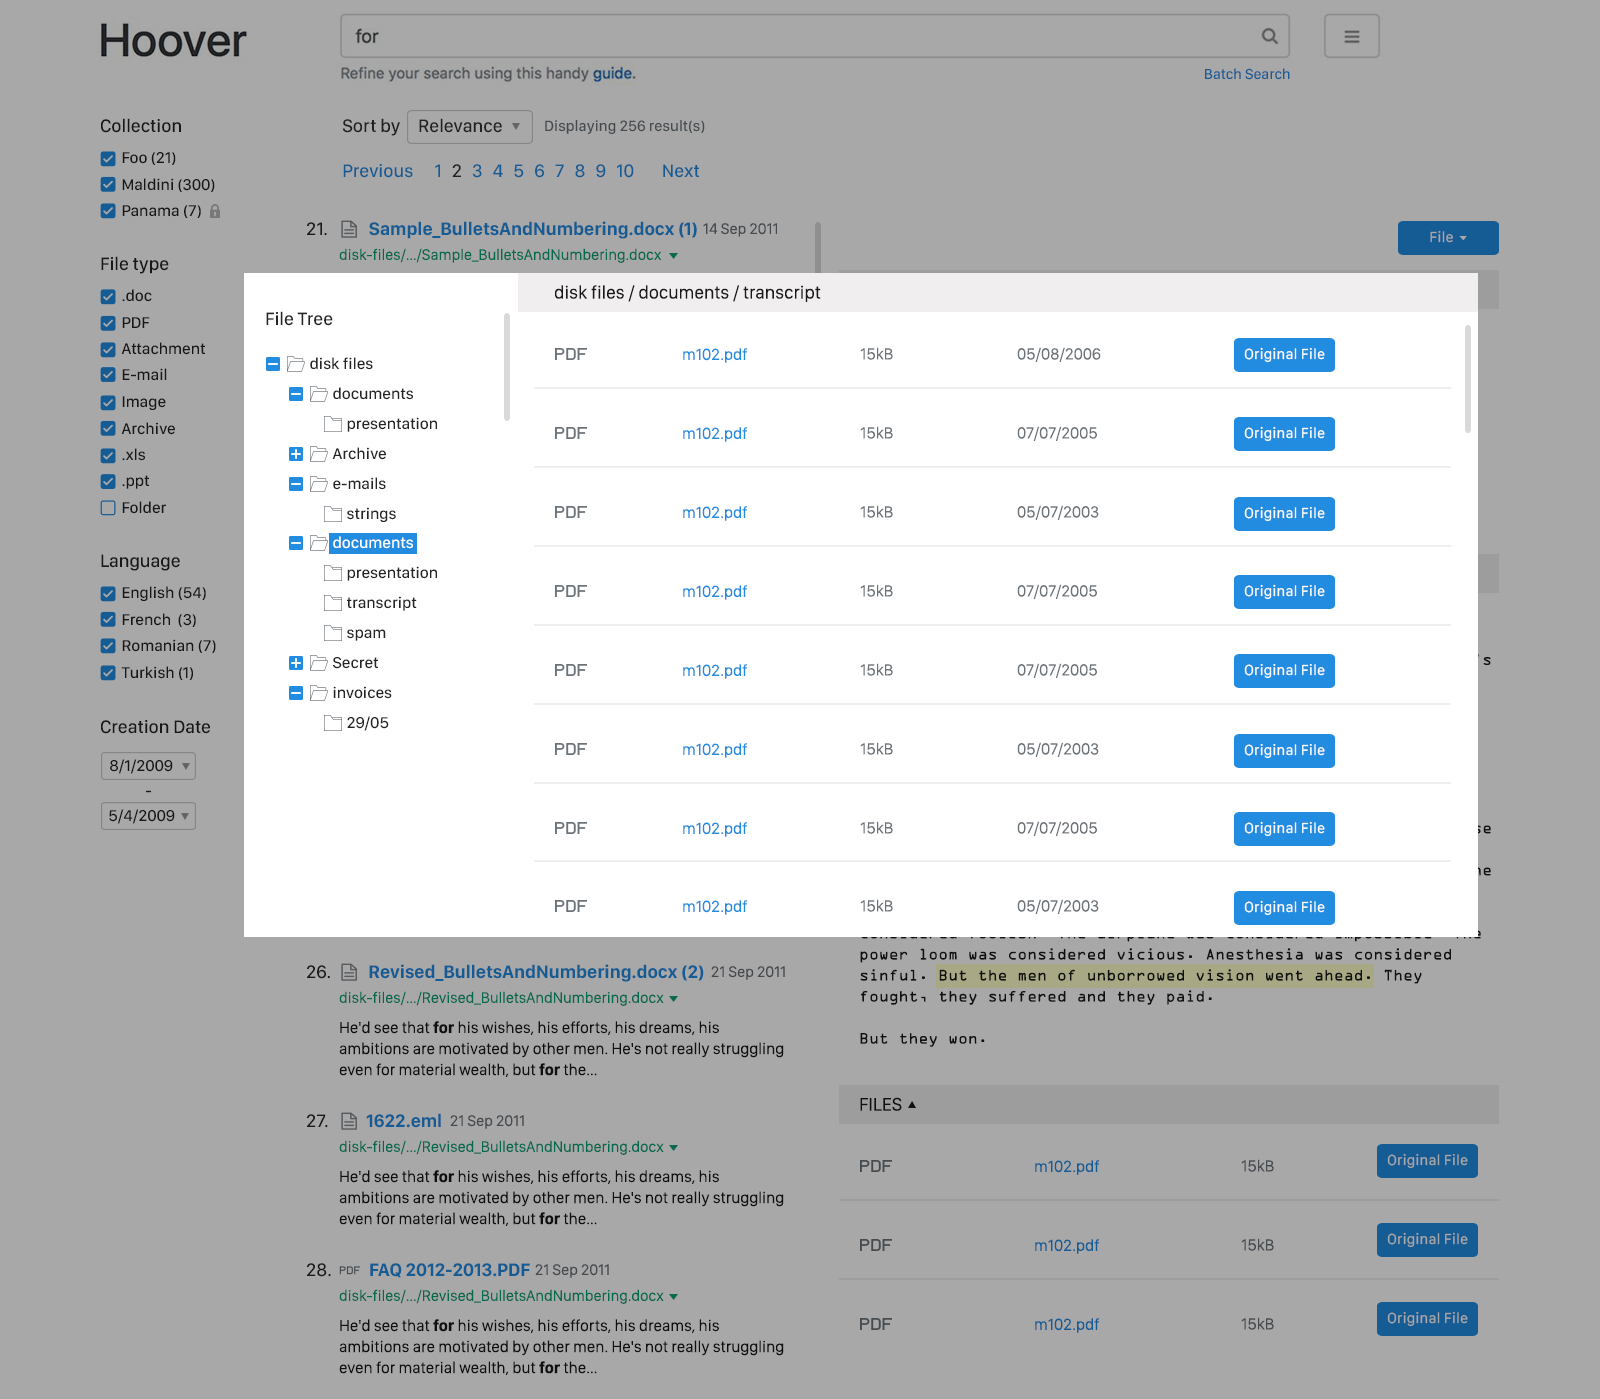 Hoover
for
Refine your search using this handy guide.
Batch Search
Collection
Foo (21)
Maldini (300)
Panama (7)
File type
.doc
PDF
Attachment
E-mail
Image
Archive
.xls
.ppt
Folder
Language
English (54)
French (3)
Romanian (7)
Turkish (1)
Creation Date
8/1/2009
-
5/4/2009
Sort by Relevance Displaying 256 result(s)
Previous 1 2 3 4 5 6 7 8 9 10 Next
21. Sample_BulletsAndNumbering.docx (1) 14 Sep 2011
disk-files/.../Sample_BulletsAndNumbering.docx
File
File Tree
disk files
documents
presentation
Archive
e-mails
strings
documents
presentation
transcript
spam
Secret
invoices
29/05
disk files / documents / transcript
PDF m102.pdf 15kB 05/08/2006 Original File
PDF m102.pdf 15kB 07/07/2005 Original File
PDF m102.pdf 15kB 05/07/2003 Original File
PDF m102.pdf 15kB 07/07/2005 Original File
PDF m102.pdf 15kB 07/07/2005 Original File
PDF m102.pdf 15kB 05/07/2003 Original File
PDF m102.pdf 15kB 07/07/2005 Original File
PDF m102.pdf 15kB 05/07/2003 Original File
26. Revised_BulletsAndNumbering.docx (2) 21 Sep 2011
disk-files/.../Revised_BulletsAndNumbering.docx
He'd see that for his wishes, his efforts, his dreams, his
ambitions are motivated by other men. He's not really struggling
even for material wealth, but for the...
27. 1622.eml 21 Sep 2011
disk-files/.../Revised_BulletsAndNumbering.docx
He'd see that for his wishes, his efforts, his dreams, his
ambitions are motivated by other men. He's not really struggling
even for material wealth, but for the...
28. PDF FAQ 2012-2013.PDF 21 Sep 2011
disk-files/.../Revised_BulletsAndNumbering.docx
He'd see that for his wishes, his efforts, his dreams, his
ambitions are motivated by other men. He's not really struggling
even for material wealth, but for the...
power loom was considered vicious. Anesthesia was considered
sinful. But the men of unborrowed vision went ahead. They
fought, they suffered and they paid.
But they won.
FILES
PDF m102.pdf 15kB Original File
PDF m102.pdf 15kB Original File
PDF m102.pdf 15kB Original File